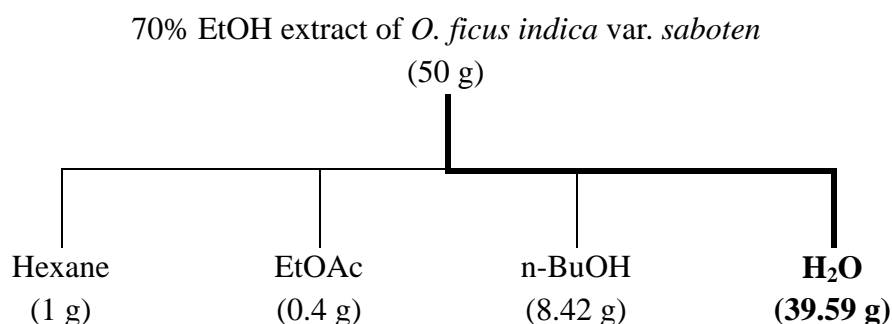 70% EtOH extract of O. ficus indica var. saboten
(50 g)
Hexane EtOAc n-BuOH H₂O
(1 g) (0.4 g) (8.42 g) (39.59 g)